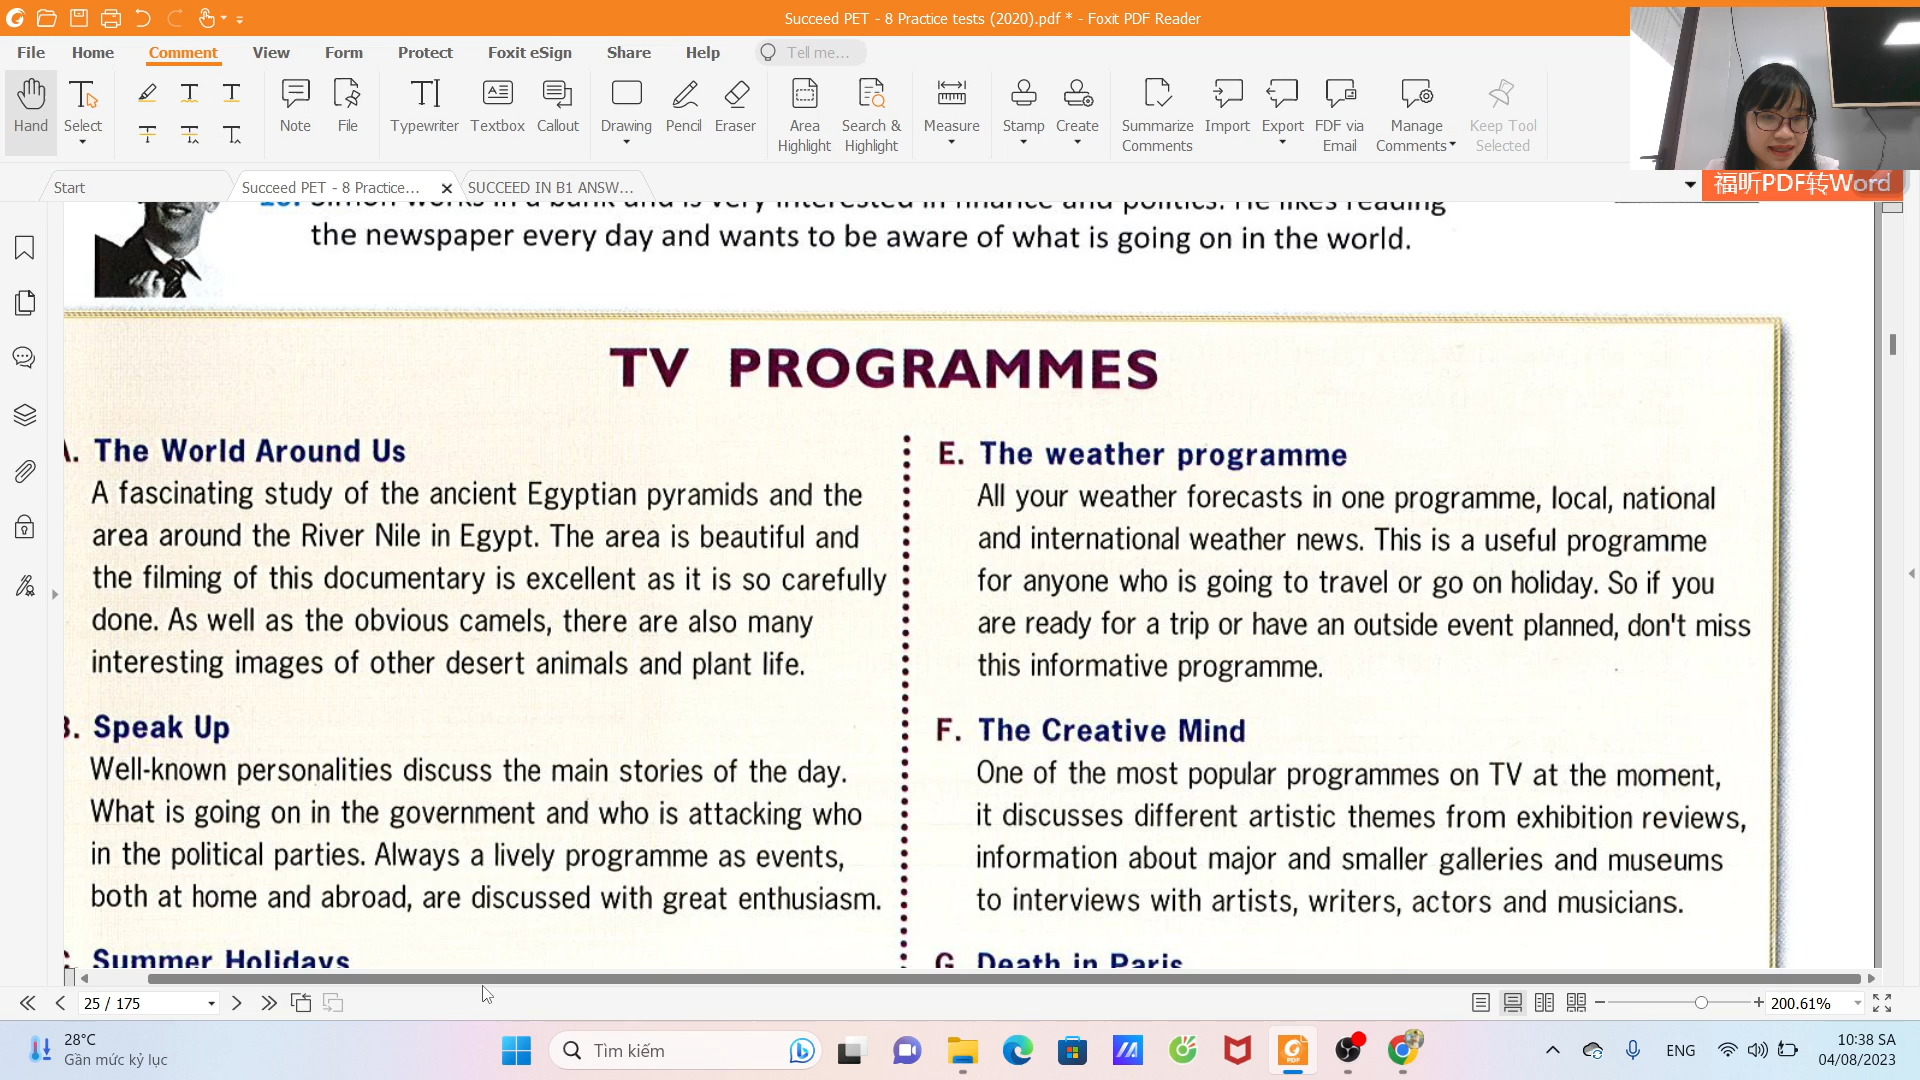 Succeed PET - 8 Practice tests (2020).pdf * - Foxit PDF Reader
File Home Comment View Form Protect Foxit eSign Share Help Tell me...
Hand Select Note File Typewriter Textbox Callout Drawing Pencil Eraser Area Highlight Search & Highlight Measure Stamp Create Summarize Comments Import Export FDF via Email Manage Comments Keep Tool Selected
Start Succeed PET - 8 Practice... SUCCEED IN B1 ANSW... 福昕PDF转Word
Simon works in a bank and is very interested in finance and politics. He likes reading
the newspaper every day and wants to be aware of what is going on in the world.
TV PROGRAMMES
A. The World Around Us
A fascinating study of the ancient Egyptian pyramids and the
area around the River Nile in Egypt. The area is beautiful and
the filming of this documentary is excellent as it is so carefully
done. As well as the obvious camels, there are also many
interesting images of other desert animals and plant life.
B. Speak Up
Well-known personalities discuss the main stories of the day.
What is going on in the government and who is attacking who
in the political parties. Always a lively programme as events,
both at home and abroad, are discussed with great enthusiasm.
Summer Holidays
E. The weather programme
All your weather forecasts in one programme, local, national
and international weather news. This is a useful programme
for anyone who is going to travel or go on holiday. So if you
are ready for a trip or have an outside event planned, don't miss
this informative programme.
F. The Creative Mind
One of the most popular programmes on TV at the moment,
it discusses different artistic themes from exhibition reviews,
information about major and smaller galleries and museums
to interviews with artists, writers, actors and musicians.
G. Death in Paris
25 / 175
200.61%
28°C
Gần mức kỷ lục
Tìm kiếm
ENG
10:38 SA
04/08/2023